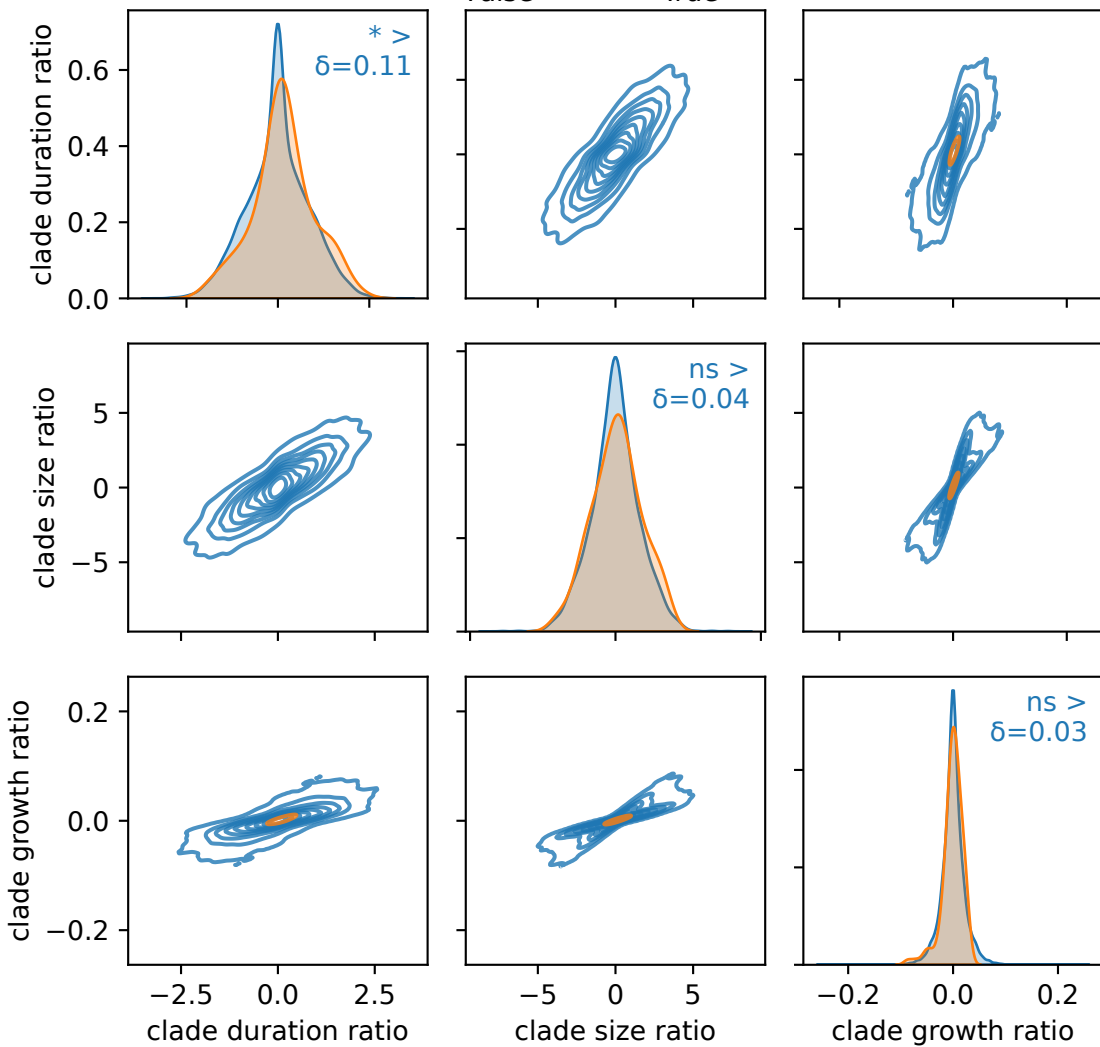 clade duration ratio
0.6
0.4
0.2
0.0
* >
δ=0.11
clade size ratio
5
0
−5
ns >
δ=0.04
clade growth ratio
0.2
0.0
−0.2
ns >
δ=0.03
−2.5 0.0 2.5
−5 0 5
−0.2 0.0 0.2
clade duration ratio
clade size ratio
clade growth ratio